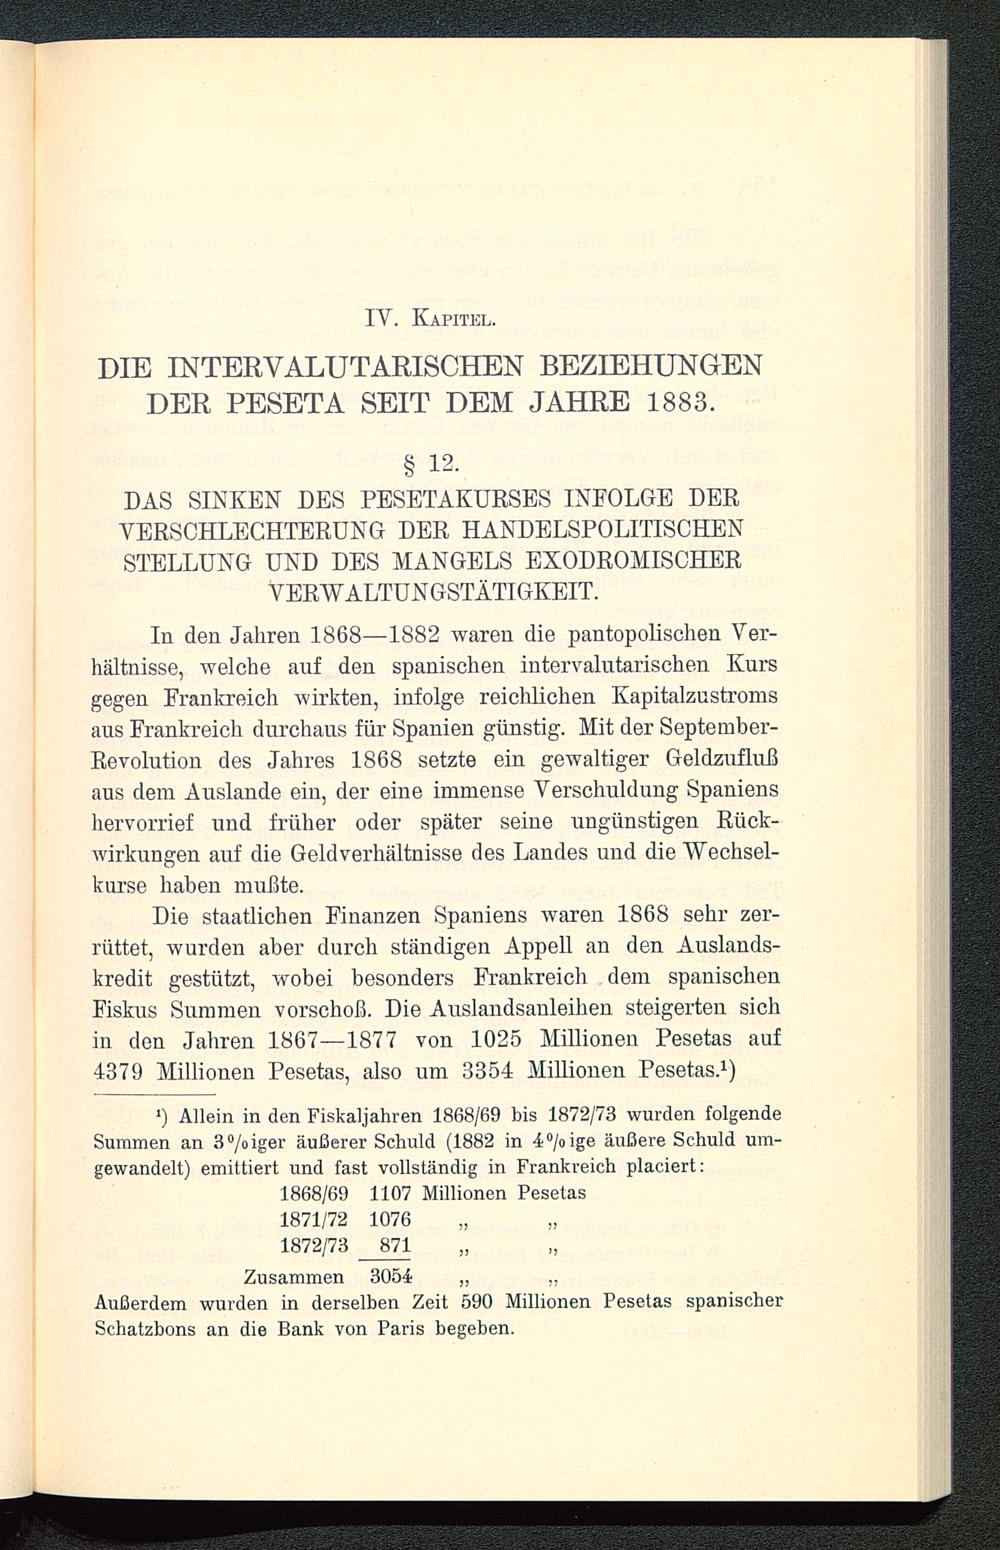 IV. Kapitel.
DIE INTERVALUTARISCHEN BEZIEHUNGEN
DER PESETA SEIT DEM JAHRE 1883.
§ 12.
DAS SINKEN DES PESETAKURSES INFOLGE DER
VERSCHLECHTERUNG DER HANDELSPOLITISCHEN
STELLUNG UND DES MANGELS EXODROMISCHER
VERWALTUNGSTÄTIGKEIT.
In den Jahren 1868—1882 waren die pantopolischen Ver-
hältnisse, welche auf den spanischen intervalutarischen Kurs
gegen Frankreich wirkten, infolge reichlichen Kapitalzustroms
aus Frankreich durchaus für Spanien günstig. Mit der September-
Revolution des Jahres 1868 setzte ein gewaltiger Geldzufluß
aus dem Auslande ein, der eine immense Verschuldung Spaniens
hervorrief und früher oder später seine ungünstigen Rück-
wirkungen auf die Geldverhältnisse des Landes und die Wechsel-
kurse haben mußte.
Die staatlichen Finanzen Spaniens waren 1868 sehr zer-
rüttet, wurden aber durch ständigen Appell an den Auslands-
kredit gestützt, wobei besonders Frankreich dem spanischen
Fiskus Summen vorschoß. Die Auslandsanleihen steigerten sich
in den Jahren 1867—1877 von 1025 Millionen Pesetas auf
4379 Millionen Pesetas, also um 3354 Millionen Pesetas.¹)
¹) Allein in den Fiskaljahren 1868/69 bis 1872/73 wurden folgende
Summen an 3%iger äußerer Schuld (1882 in 4%ige äußere Schuld um-
gewandelt) emittiert und fast vollständig in Frankreich placiert:
1868/69 1107 Millionen Pesetas
1871/72 1076 „ „
1872/73 871 „ „
Zusammen 3054 „ „
Außerdem wurden in derselben Zeit 590 Millionen Pesetas spanischer
Schatzbons an die Bank von Paris begeben.